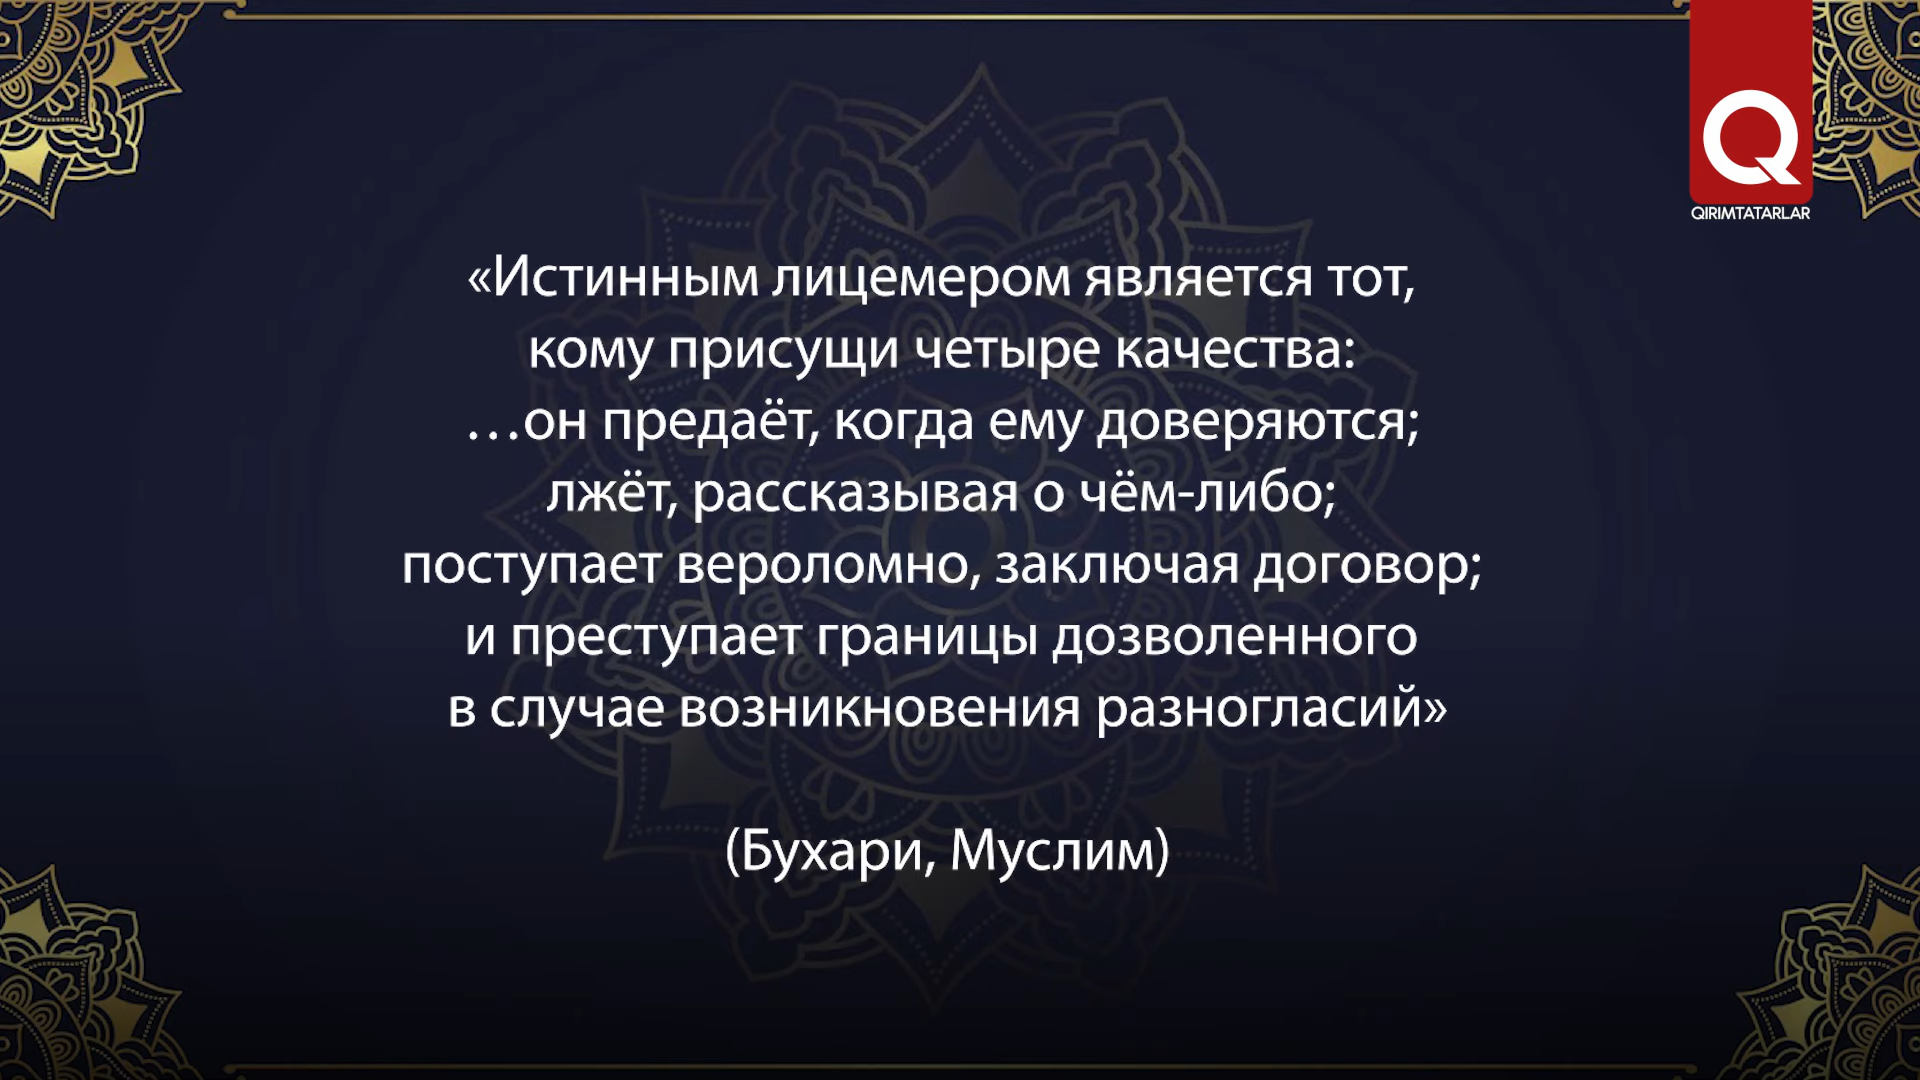 QIRIMTATARLAR
«Истинным лицемером является тот,
кому присущи четыре качества:
…он предаёт, когда ему доверяются;
лжёт, рассказывая о чём-либо;
поступает вероломно, заключая договор;
и преступает границы дозволенного
в случае возникновения разногласий»
(Бухари, Муслим)